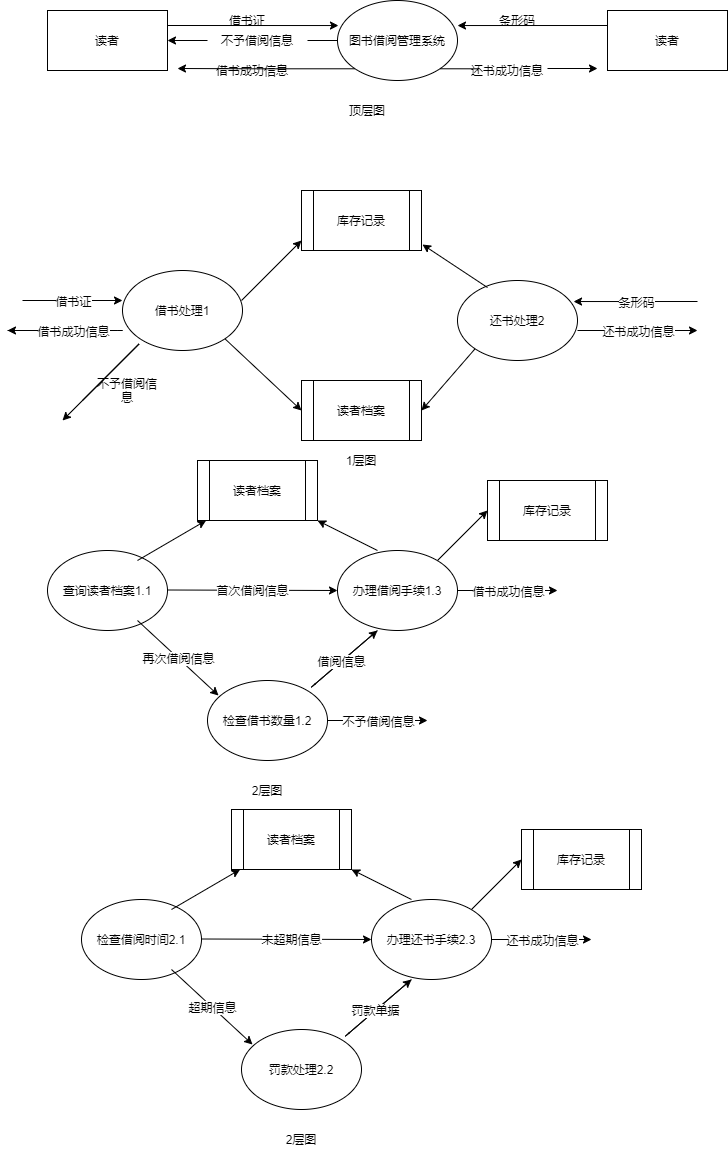 借书证
条形码
读者
不予借阅信息
图书借阅管理系统
读者
借书成功信息
还书成功信息
顶层图
库存记录
借书证
借书处理1
还书处理2
条形码
借书成功信息
还书成功信息
不予借阅信
息
读者档案
1层图
读者档案
库存记录
查询读者档案1.1
首次借阅信息
办理借阅手续1.3
借书成功信息
再次借阅信息
借阅信息
检查借书数量1.2
不予借阅信息
2层图
读者档案
库存记录
检查借阅时间2.1
未超期信息
办理还书手续2.3
还书成功信息
超期信息
罚款单据
罚款处理2.2
2层图